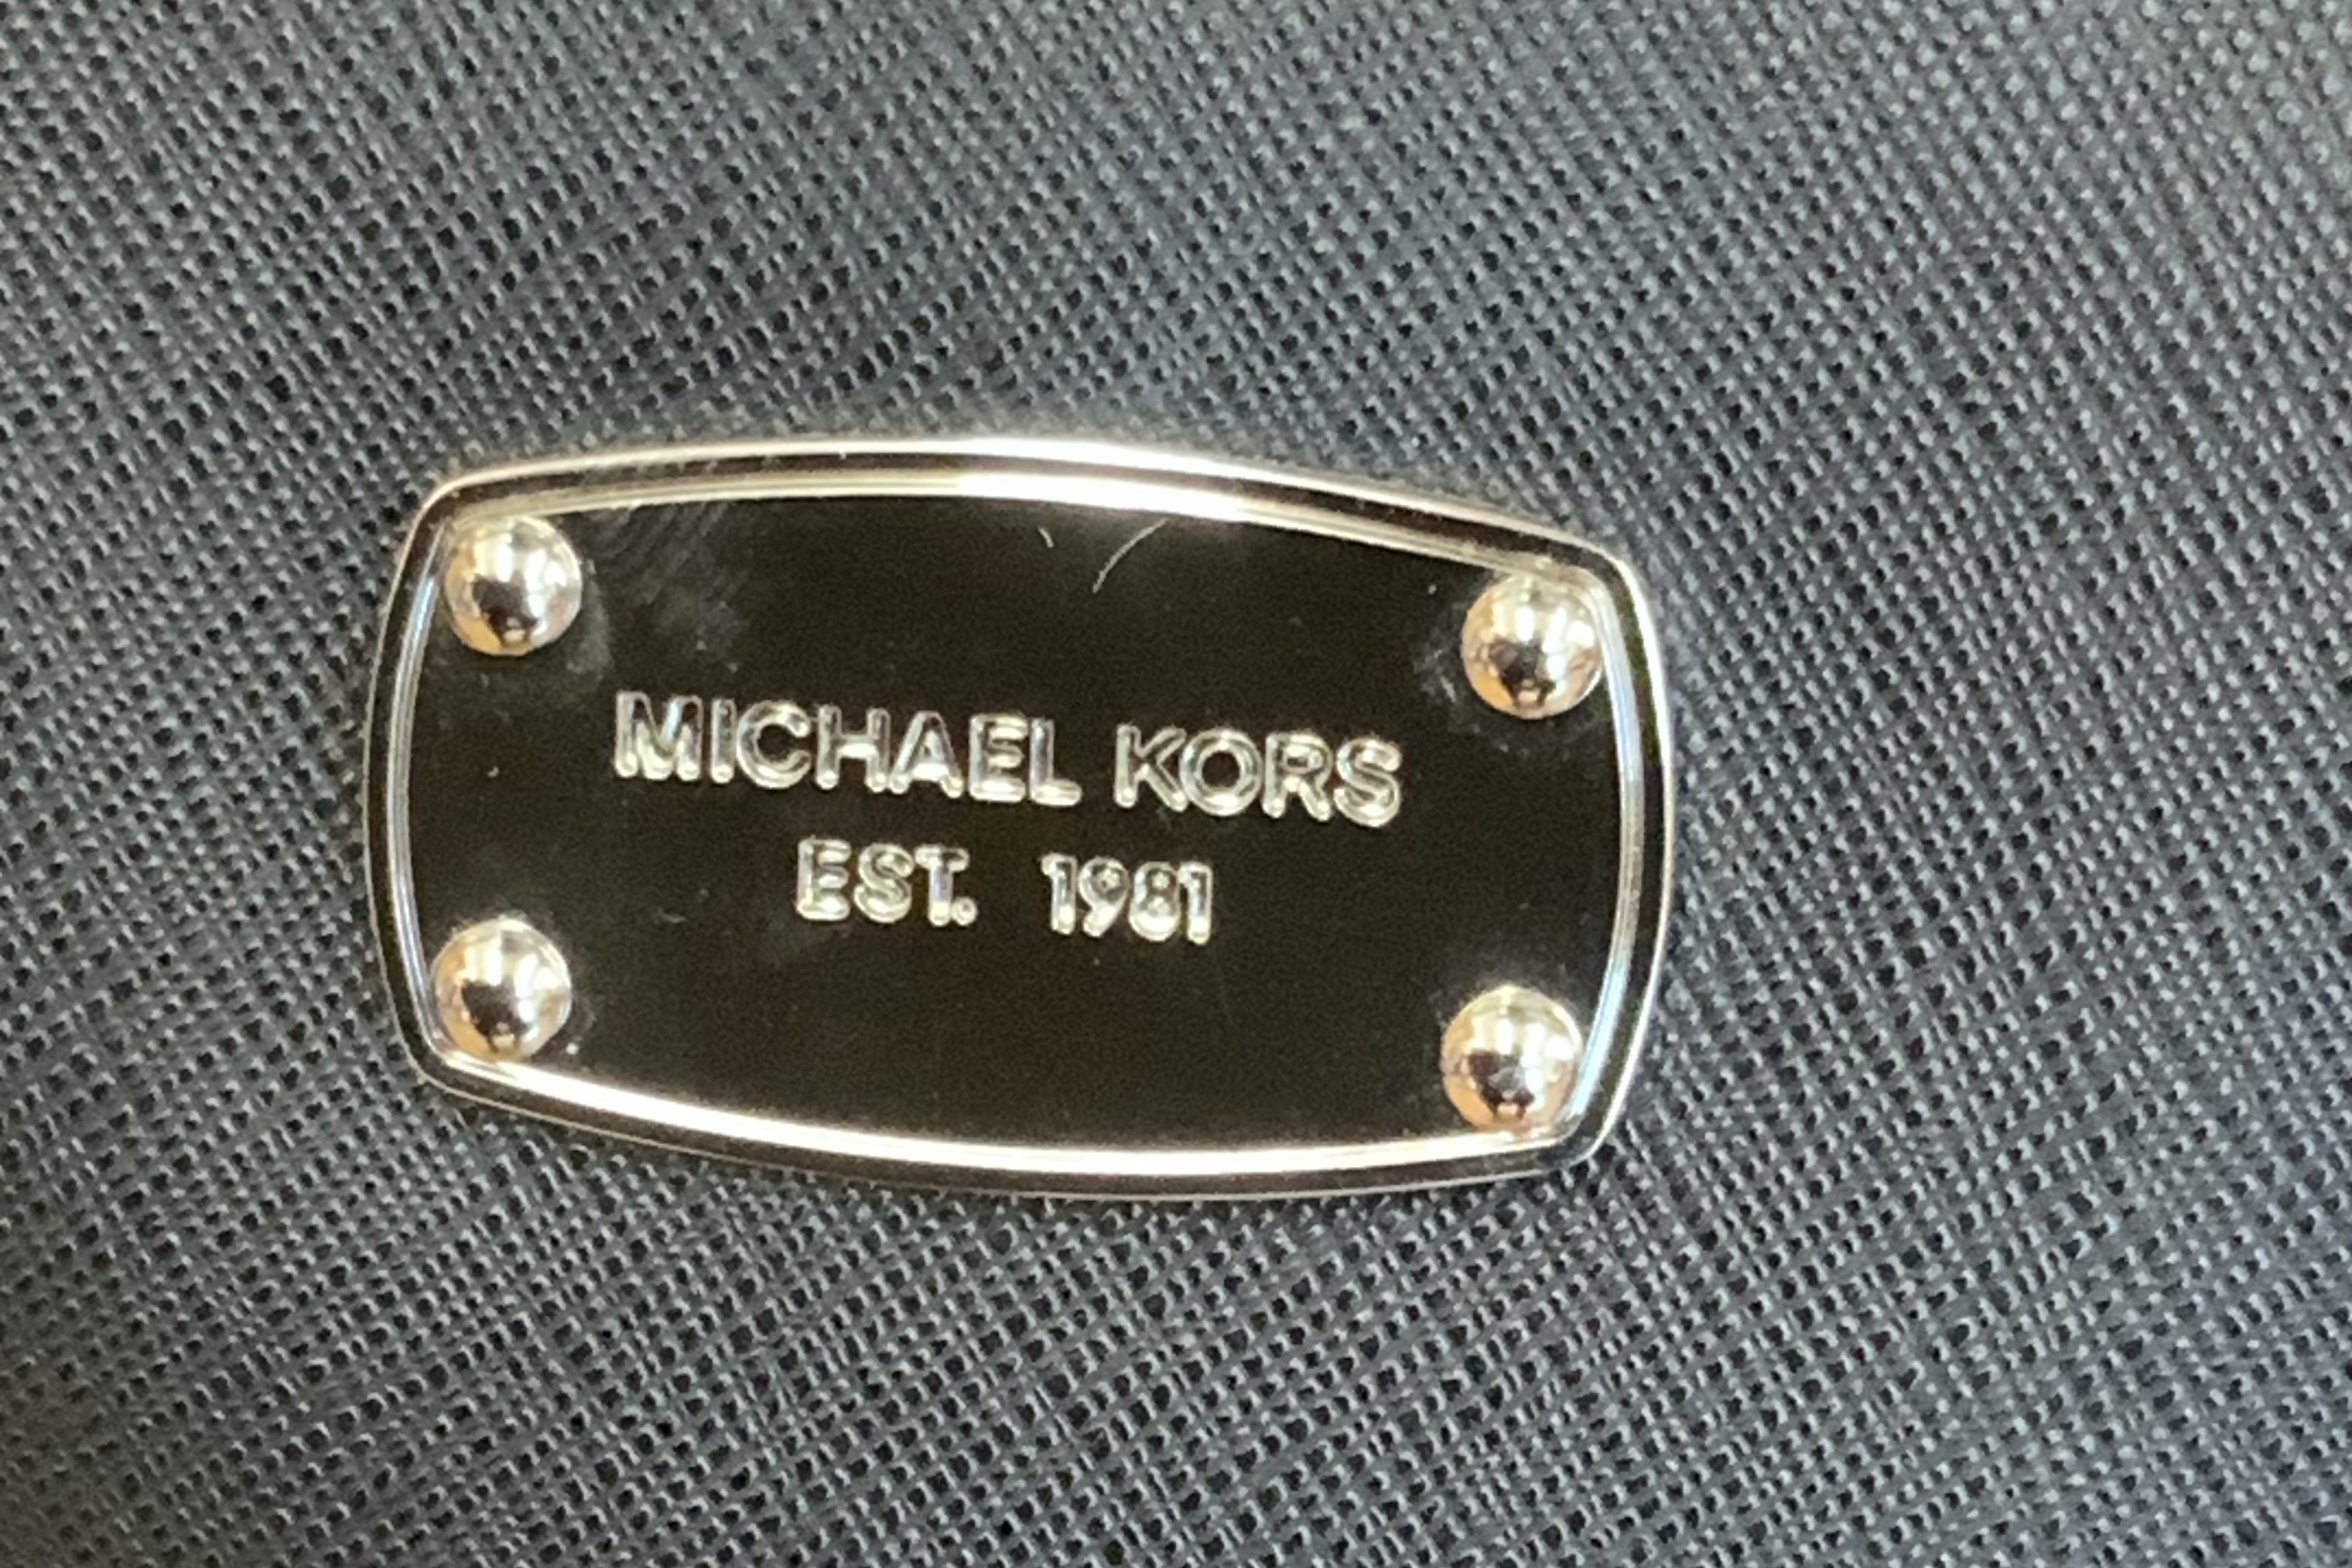 MICHAEL KORS
EST. 1981